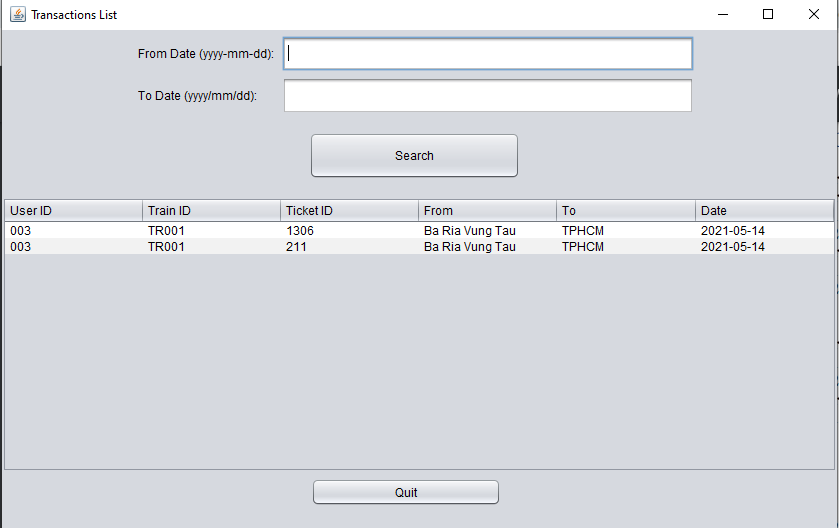 Transactions List
From Date (yyyy-mm-dd):
To Date (yyyy/mm/dd):
Search
User ID Train ID Ticket ID From To Date
003 TR001 1306 Ba Ria Vung Tau TPHCM 2021-05-14
003 TR001 211 Ba Ria Vung Tau TPHCM 2021-05-14
Quit